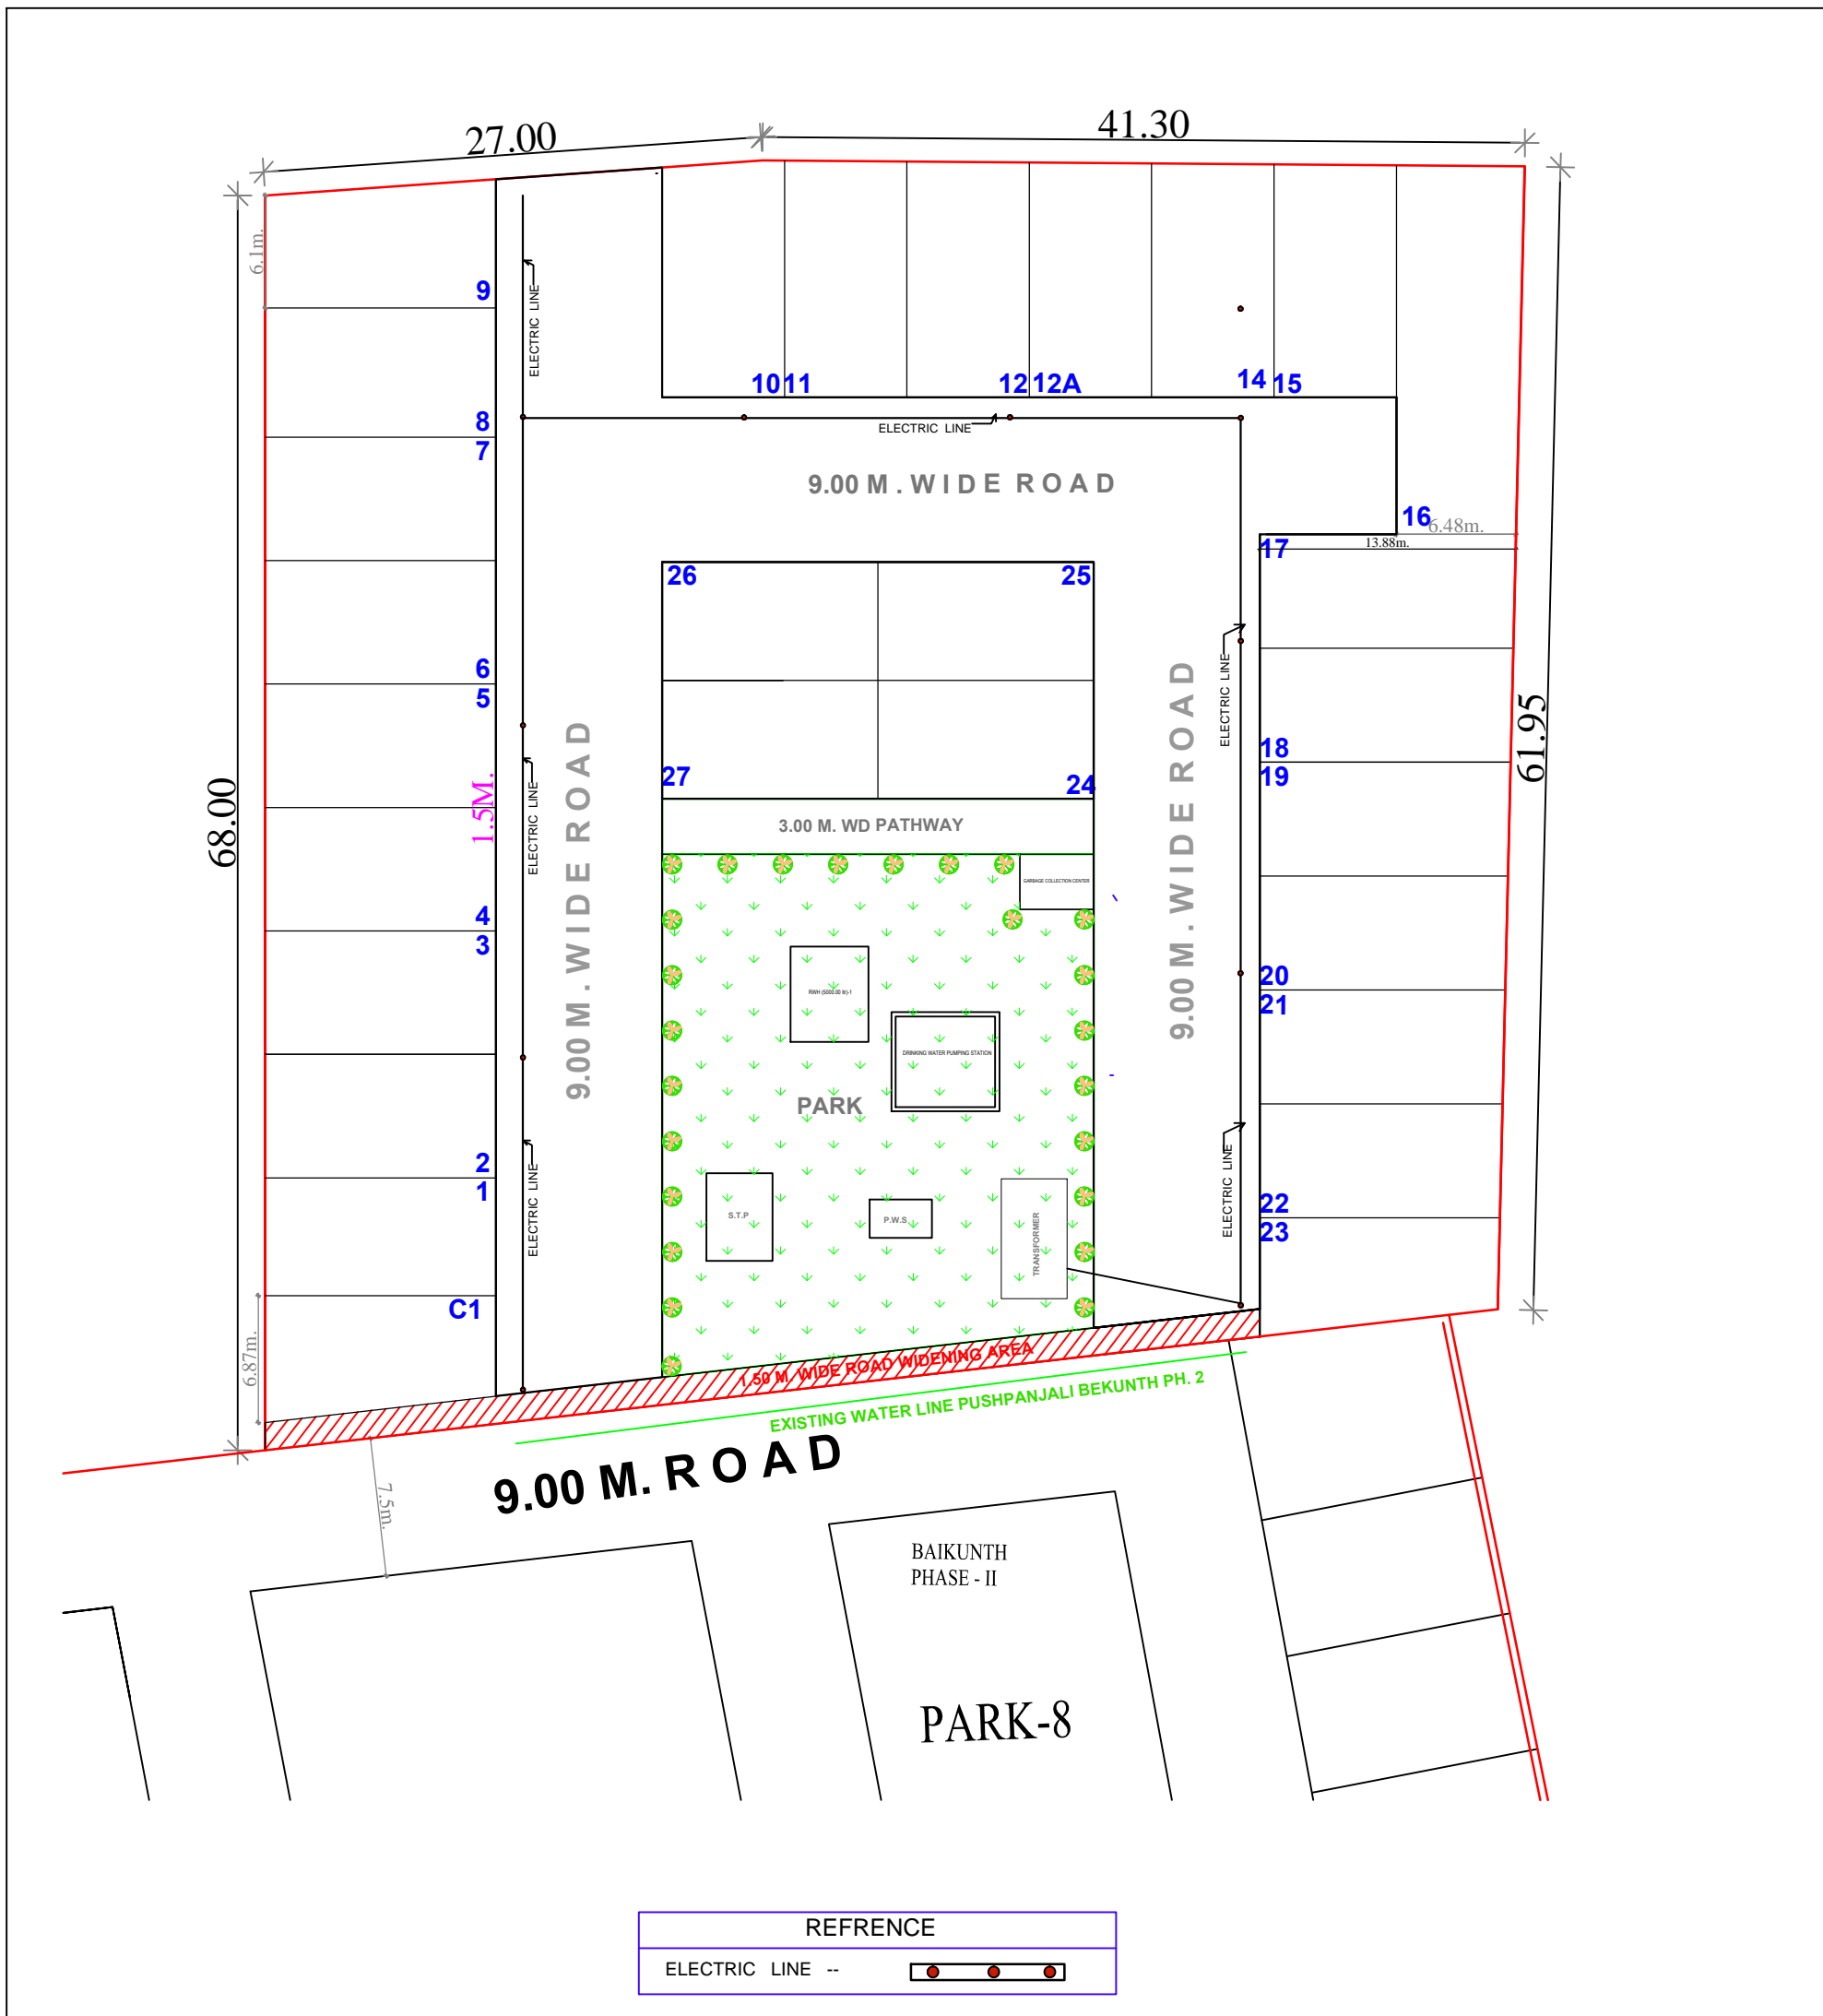 27.00
41.30
6.1m.
9
ELECTRIC LINE
10 11
12 12A
14 15
8
7
ELECTRIC LINE
9.00 M . W I D E R O A D
16
6.48m.
17
13.88m.
26
25
6
5
ELECTRIC LINE
9.00 M . W I D E R O A D
9.00 M . W I D E R O A D
18
19
61.95
68.00
1.5M.
27
24
ELECTRIC LINE
3.00 M. WD PATHWAY
GARBAGE COLLECTION CENTER
4
3
20
21
RWH (5000.00 ltr)-1
DRINKING WATER PUMPING STATION
PARK
2
1
ELECTRIC LINE
S.T.P
P.W.S
TRANSFORMER
ELECTRIC LINE
22
23
C1
6.87m.
1.50 M. WIDE ROAD WIDENING AREA
EXISTING WATER LINE PUSHPANJALI BEKUNTH PH. 2
9.00 M. R O A D
7.5m.
BAIKUNTH
PHASE - II
PARK-8
REFRENCE
ELECTRIC LINE --